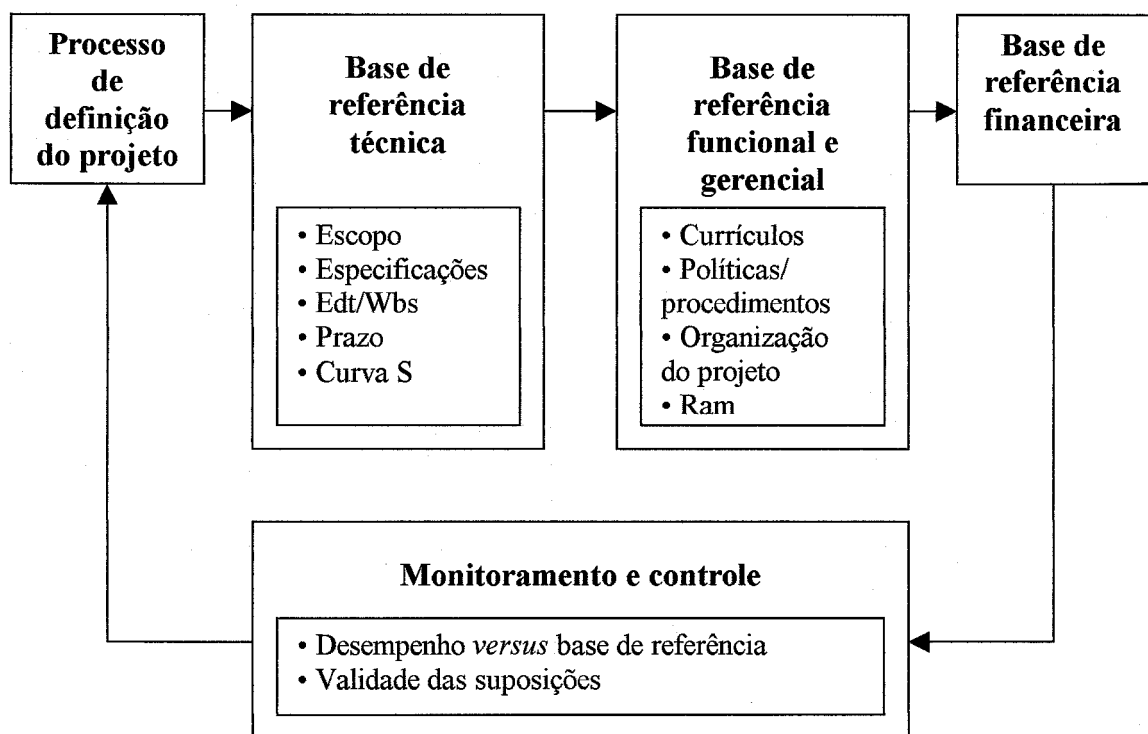 Processo
de
definição
do projeto
Base de
referência
técnica
• Escopo
• Especificações
• Edt/Wbs
• Prazo
• Curva S
Base de
referência
funcional e
gerencial
• Currículos
• Políticas/
procedimentos
• Organização
do projeto
• Ram
Base de
referência
financeira
Monitoramento e controle
• Desempenho versus base de referência
• Validade das suposições